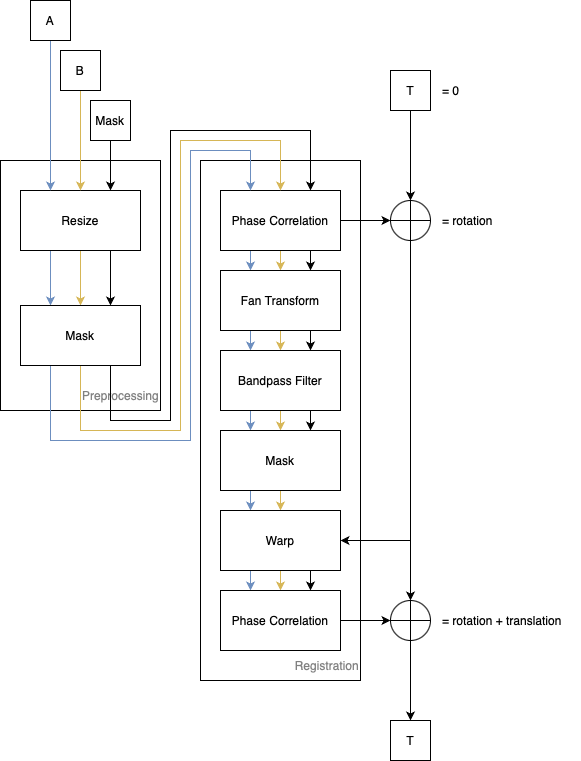 A
B
Mask
T
= 0
Resize
Mask
Preprocessing
Phase Correlation
= rotation
Fan Transform
Bandpass Filter
Mask
Warp
Phase Correlation
= rotation + translation
Registration
T